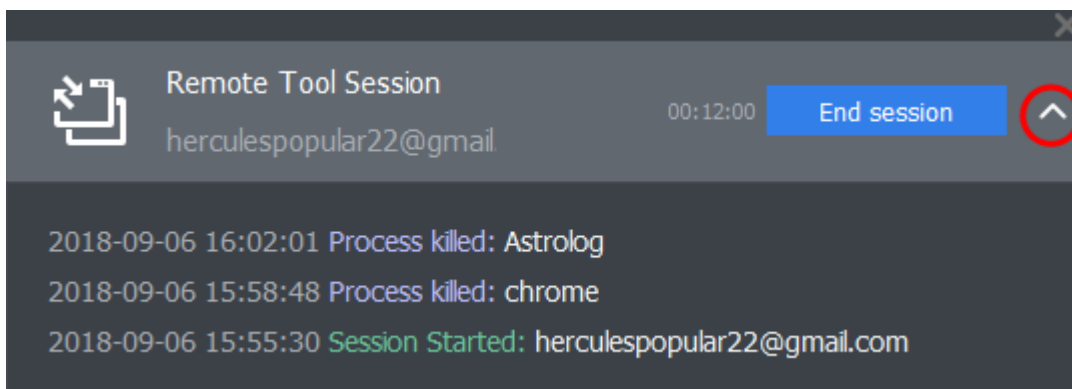 Remote Tool Session
herculespopular22@gmail.
00:12:00
End session
2018-09-06 16:02:01 Process killed: Astrolog
2018-09-06 15:58:48 Process killed: chrome
2018-09-06 15:55:30 Session Started: herculespopular22@gmail.com